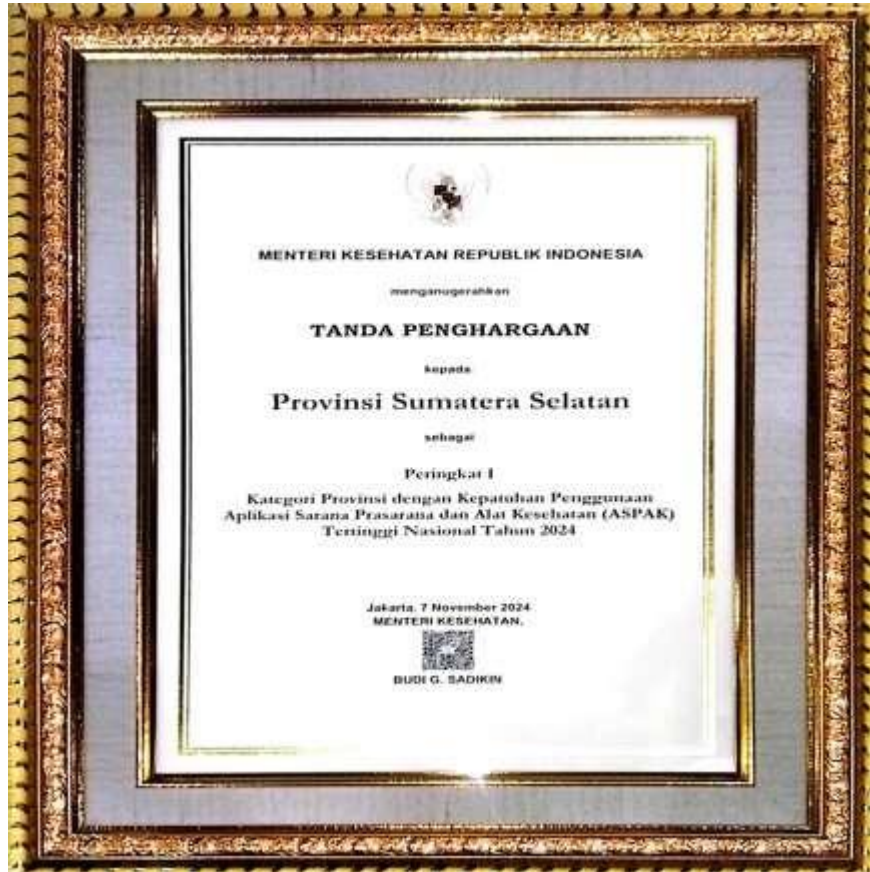 MENTERI KESEHATAN REPUBLIK INDONESIA
menganugerahkan
TANDA PENGHARGAAN
kepada
Provinsi Sumatera Selatan
sebagai
Peringkat I
Kategori Provinsi dengan Kepatuhan Penggunaan
Aplikasi Sarana Prasarana dan Alat Kesehatan (ASPAK)
Tertinggi Nasional Tahun 2024
Jakarta, 7 November 2024
MENTERI KESEHATAN,
BUDI G. SADIKIN